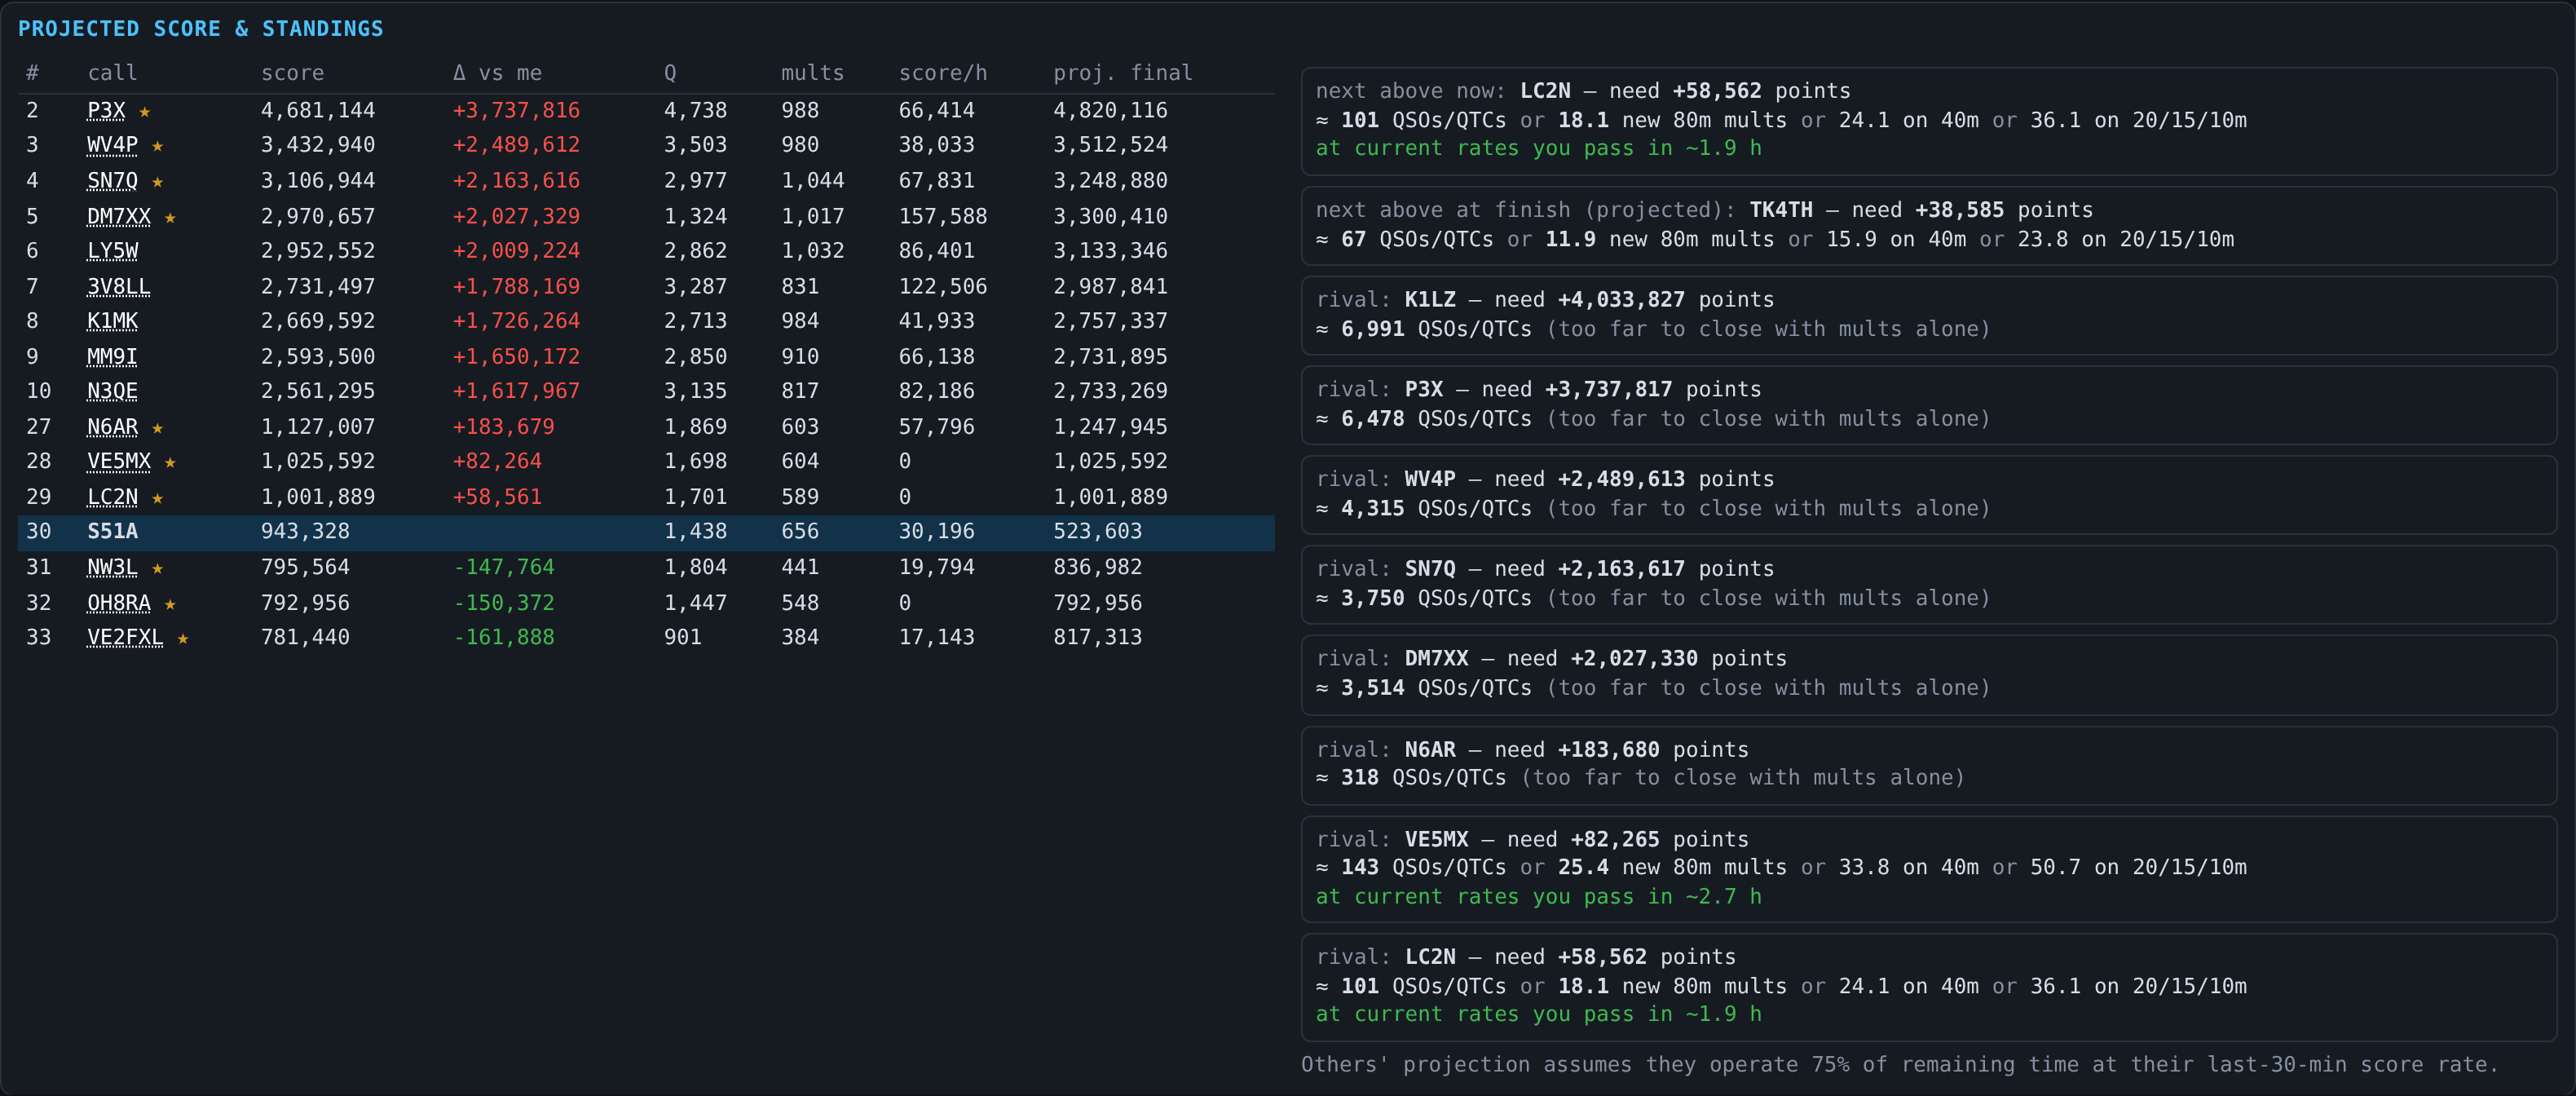 PROJECTED SCORE & STANDINGS
# call score Δ vs me Q mults score/h proj. final
2 P3X ★ 4,681,144 +3,737,816 4,738 988 66,414 4,820,116
3 WV4P ★ 3,432,940 +2,489,612 3,503 980 38,033 3,512,524
4 SN7Q ★ 3,106,944 +2,163,616 2,977 1,044 67,831 3,248,880
5 DM7XX ★ 2,970,657 +2,027,329 1,324 1,017 157,588 3,300,410
6 LY5W 2,952,552 +2,009,224 2,862 1,032 86,401 3,133,346
7 3V8LL 2,731,497 +1,788,169 3,287 831 122,506 2,987,841
8 K1MK 2,669,592 +1,726,264 2,713 984 41,933 2,757,337
9 MM9I 2,593,500 +1,650,172 2,850 910 66,138 2,731,895
10 N3QE 2,561,295 +1,617,967 3,135 817 82,186 2,733,269
27 N6AR ★ 1,127,007 +183,679 1,869 603 57,796 1,247,945
28 VE5MX ★ 1,025,592 +82,264 1,698 604 0 1,025,592
29 LC2N ★ 1,001,889 +58,561 1,701 589 0 1,001,889
30 S51A 943,328 1,438 656 30,196 523,603
31 NW3L ★ 795,564 -147,764 1,804 441 19,794 836,982
32 OH8RA ★ 792,956 -150,372 1,447 548 0 792,956
33 VE2FXL ★ 781,440 -161,888 901 384 17,143 817,313
next above now: LC2N — need +58,562 points
≈ 101 QSOs/QTCs or 18.1 new 80m mults or 24.1 on 40m or 36.1 on 20/15/10m
at current rates you pass in ~1.9 h
next above at finish (projected): TK4TH — need +38,585 points
≈ 67 QSOs/QTCs or 11.9 new 80m mults or 15.9 on 40m or 23.8 on 20/15/10m
rival: K1LZ — need +4,033,827 points
≈ 6,991 QSOs/QTCs (too far to close with mults alone)
rival: P3X — need +3,737,817 points
≈ 6,478 QSOs/QTCs (too far to close with mults alone)
rival: WV4P — need +2,489,613 points
≈ 4,315 QSOs/QTCs (too far to close with mults alone)
rival: SN7Q — need +2,163,617 points
≈ 3,750 QSOs/QTCs (too far to close with mults alone)
rival: DM7XX — need +2,027,330 points
≈ 3,514 QSOs/QTCs (too far to close with mults alone)
rival: N6AR — need +183,680 points
≈ 318 QSOs/QTCs (too far to close with mults alone)
rival: VE5MX — need +82,265 points
≈ 143 QSOs/QTCs or 25.4 new 80m mults or 33.8 on 40m or 50.7 on 20/15/10m
at current rates you pass in ~2.7 h
rival: LC2N — need +58,562 points
≈ 101 QSOs/QTCs or 18.1 new 80m mults or 24.1 on 40m or 36.1 on 20/15/10m
at current rates you pass in ~1.9 h
Others' projection assumes they operate 75% of remaining time at their last-30-min score rate.